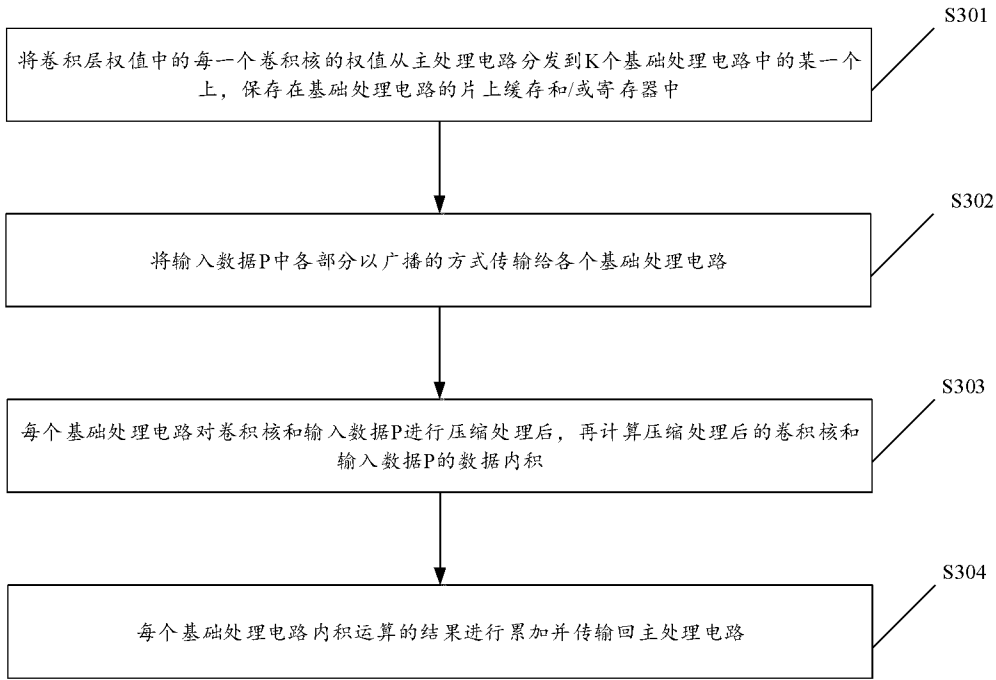 S301
将卷积层权值中的每一个卷积核的权值从主处理电路分发到K个基础处理电路中的某一个
上，保存在基础处理电路的片上缓存和/或寄存器中
S302
将输入数据P中各部分以广播的方式传输给各个基础处理电路
S303
每个基础处理电路对卷积核和输入数据P进行压缩处理后，再计算压缩处理后的卷积核和
输入数据P的数据内积
S304
每个基础处理电路内积运算的结果进行累加并传输回主处理电路